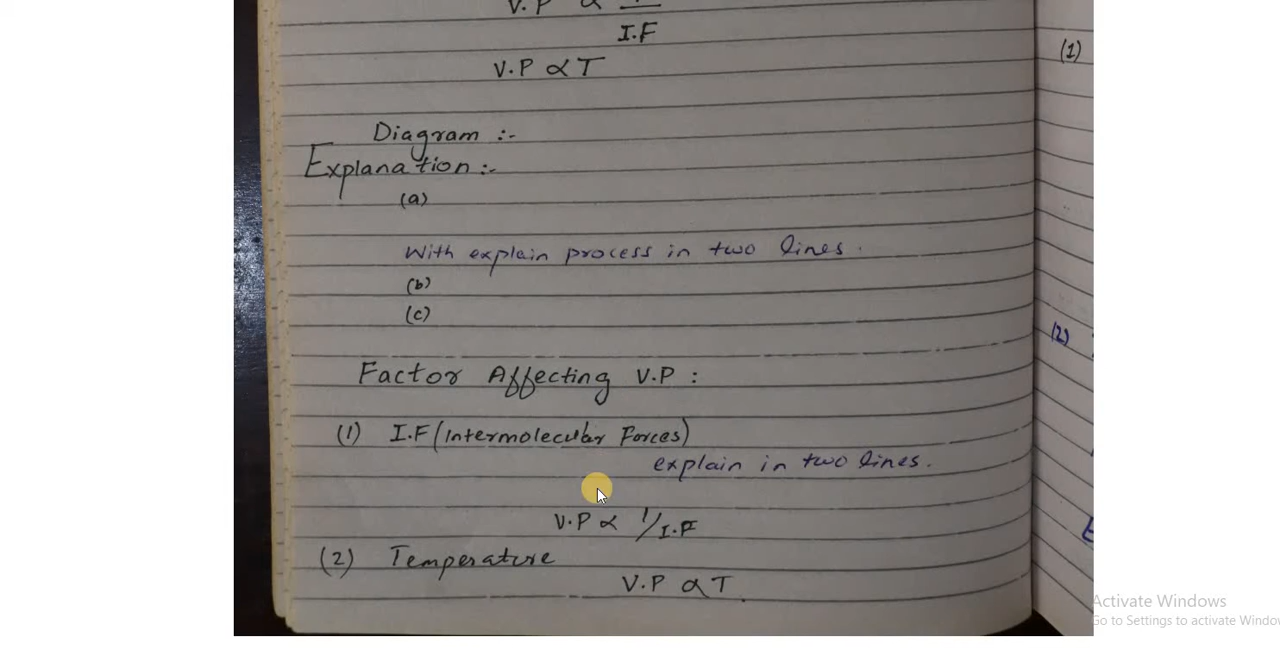 V.P ∝
I.F
V.P ∝ T
Diagram :-
Explanation :-
(a)
With explain process in two lines.
(b)
(c)
Factor Affecting V.P :
(1) I.F (Intermolecular Forces)
explain in two lines.
V.P ∝ 1/I.F
(2) Temperature
V.P ∝ T.
(1)
(2)
Activate Windows
Go to Settings to activate Windo